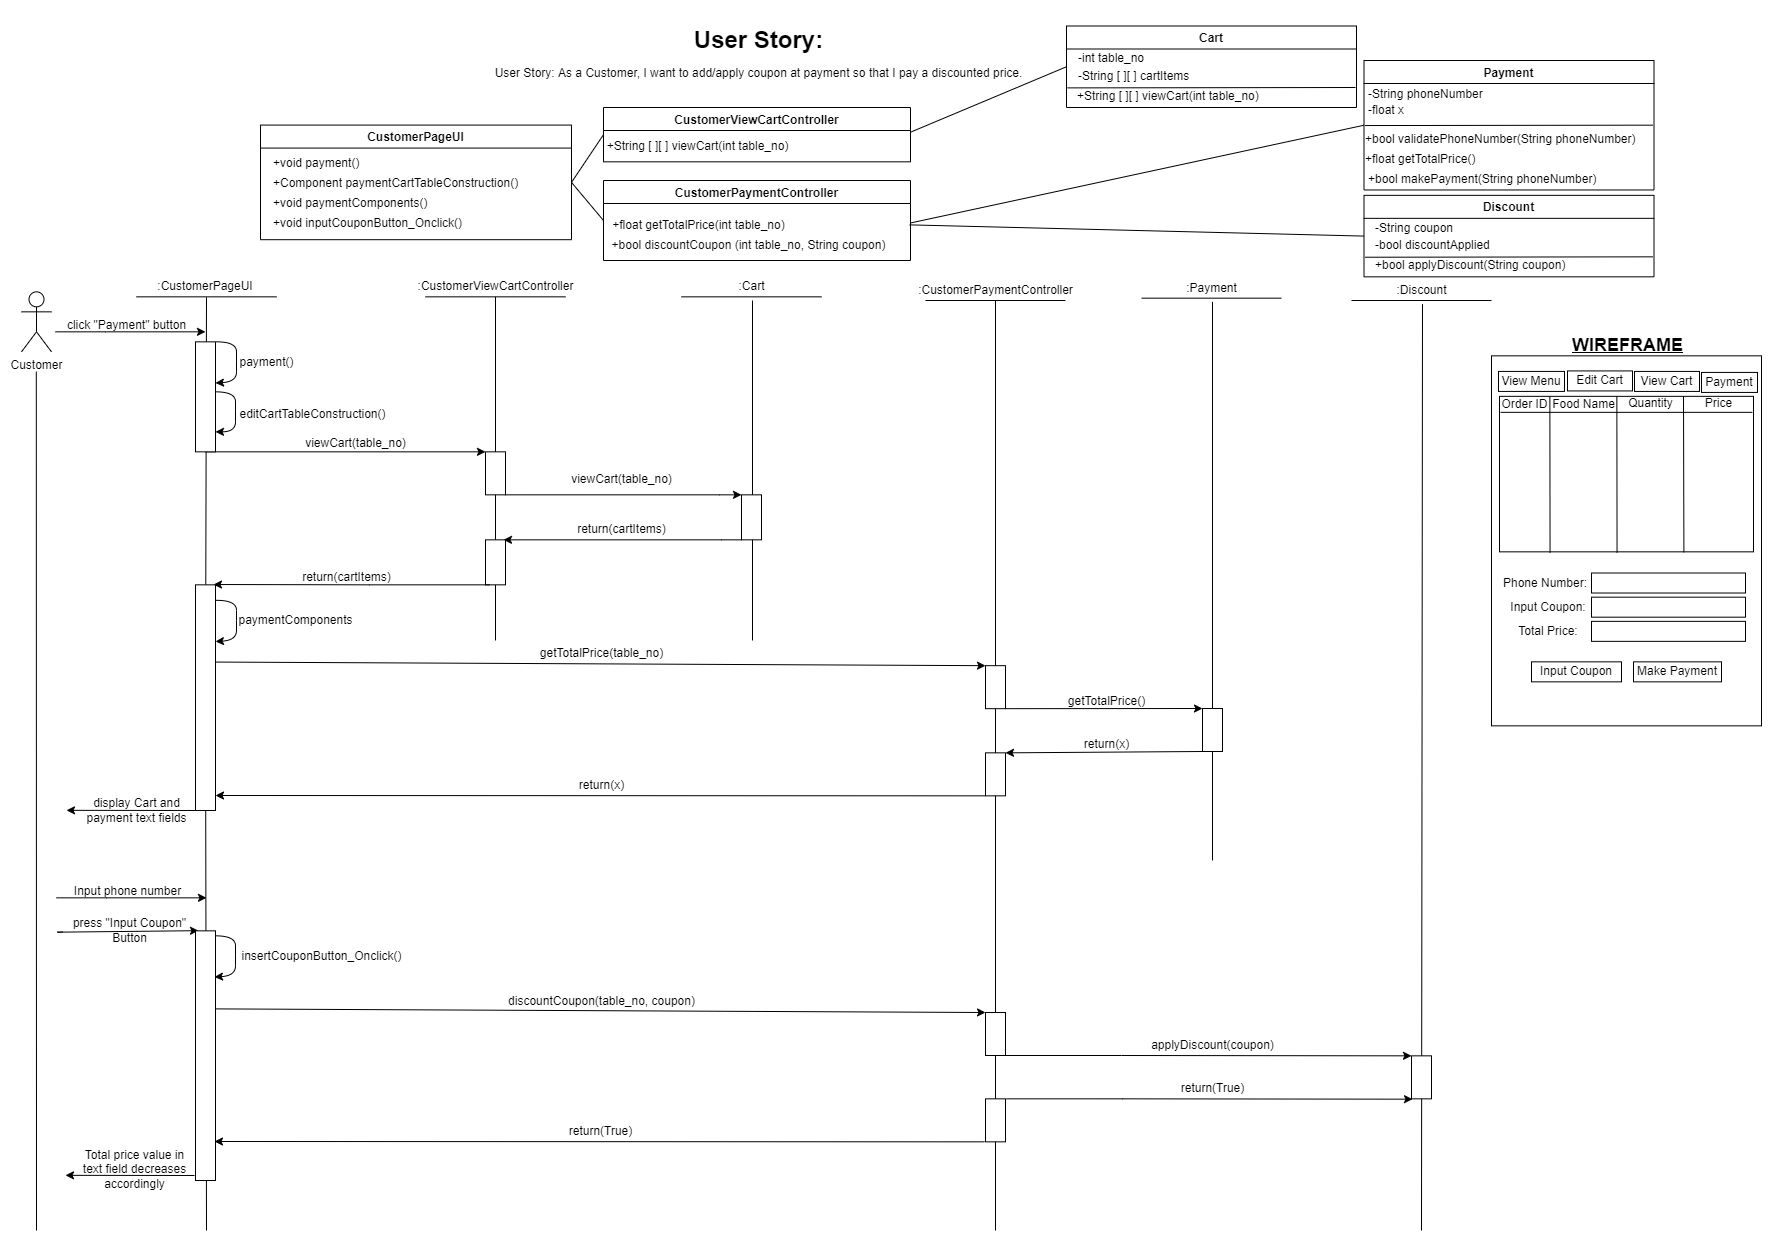 User Story:
User Story: As a Customer, I want to add/apply coupon at payment so that I pay a discounted price.
Cart
-int table_no
-String [ ][ ] cartItems
+String [ ][ ] viewCart(int table_no)
Payment
-String phoneNumber
-float x
+bool validatePhoneNumber(String phoneNumber)
+float getTotalPrice()
+bool makePayment(String phoneNumber)
CustomerViewCartController
+String [ ][ ] viewCart(int table_no)
CustomerPageUI
+void payment()
+Component paymentCartTableConstruction()
+void paymentComponents()
+void inputCouponButton_Onclick()
CustomerPaymentController
+float getTotalPrice(int table_no)
+bool discountCoupon (int table_no, String coupon)
Discount
-String coupon
-bool discountApplied
+bool applyDiscount(String coupon)
:CustomerPageUI
:CustomerViewCartController
:Cart
:CustomerPaymentController
:Payment
:Discount
Customer
click "Payment" button
payment()
editCartTableConstruction()
viewCart(table_no)
viewCart(table_no)
return(cartItems)
return(cartItems)
paymentComponents
getTotalPrice(table_no)
getTotalPrice()
return(x)
return(x)
display Cart and
payment text fields
Input phone number
press "Input Coupon"
Button
insertCouponButton_Onclick()
discountCoupon(table_no, coupon)
applyDiscount(coupon)
return(True)
return(True)
Total price value in
text field decreases
accordingly
WIREFRAME
View Menu Edit Cart View Cart Payment
Order ID Food Name Quantity Price
Phone Number:
Input Coupon:
Total Price:
Input Coupon Make Payment